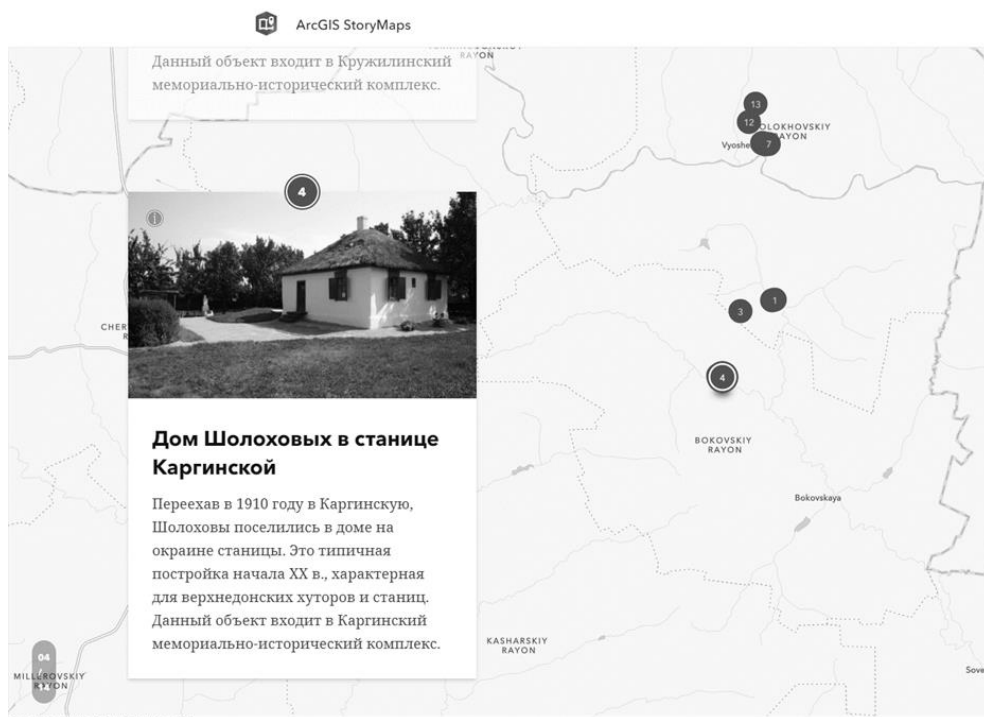 ArcGIS StoryMaps
Данный объект входит в Кружилинский
мемориально-исторический комплекс.
RAYON
13
12
OLOKHOVSKIY
AYON
Vyoshe
7
4
1
3
CHER
R
4
BOKOVSKIY
RAYON
Дом Шолоховых в станице
Каргинской
Bokovskaya
Переехав в 1910 году в Каргинскую,
Шолоховы поселились в доме на
окраине станицы. Это типичная
постройка начала XX в., характерная
для верхнедонских хуторов и станиц.
Данный объект входит в Каргинский
мемориально-исторический комплекс.
KASHARSKIY
RAYON
04
MILLEROVSKIY
RAYON
Sove